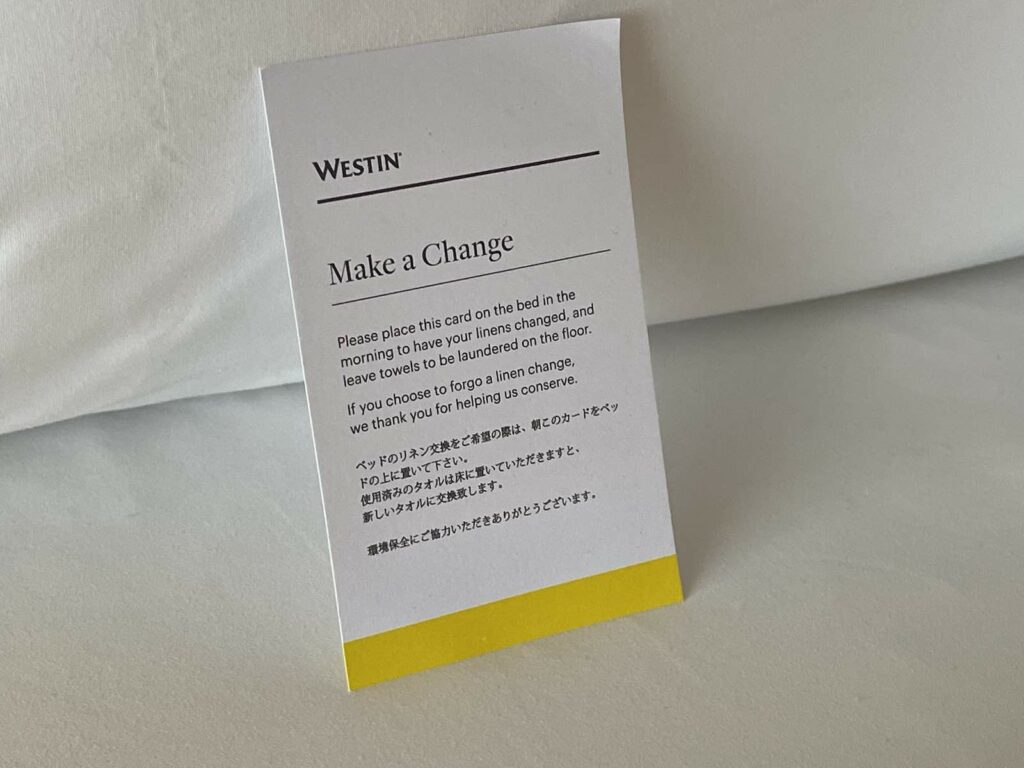 WESTIN®
Make a Change
Please place this card on the bed in the
morning to have your linens changed, and
leave towels to be laundered on the floor.
If you choose to forgo a linen change,
we thank you for helping us conserve.
ベッドのリネン交換をご希望の際は、朝このカードをベッ
ドの上に置いて下さい。
使用済みのタオルは床に置いていただきますと、
新しいタオルに交換致します。
環境保全にご協力いただきありがとうございます。